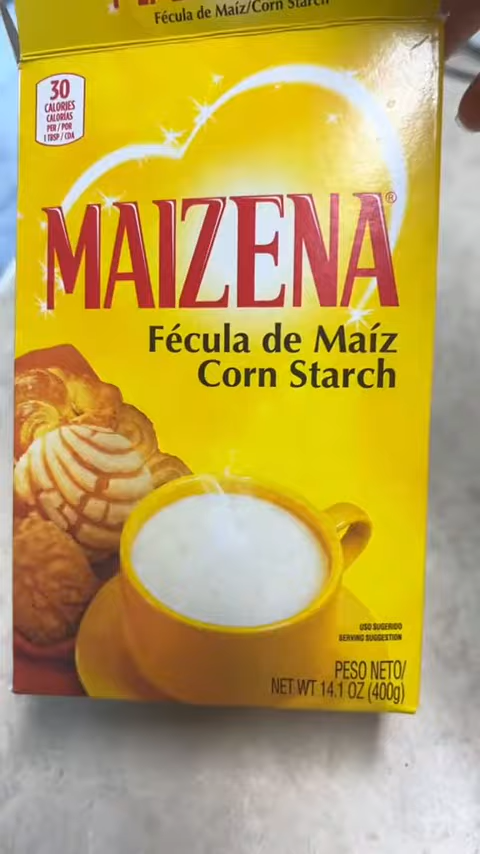 Fécula de Maíz/Corn Starch
30
CALORIES
CALORÍAS
PER / POR
1 TBSP / CDA
MAIZENA®
Fécula de Maíz
Corn Starch
USO SUGERIDO
SERVING SUGGESTION
PESO NETO/
NET WT 14.1 OZ (400g)